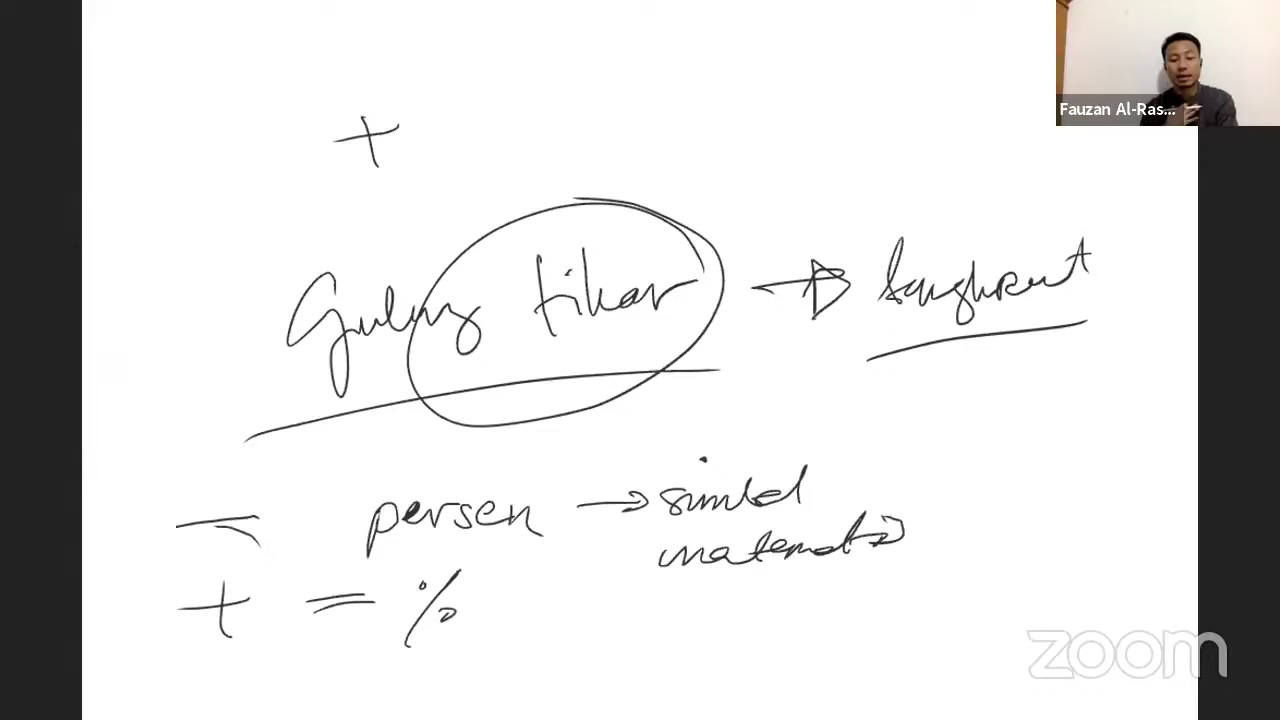 Fauzan Al-Ras...
+
Gulung tikar → bangkrut
— persen → simbol
matematis
+ = %
zoom